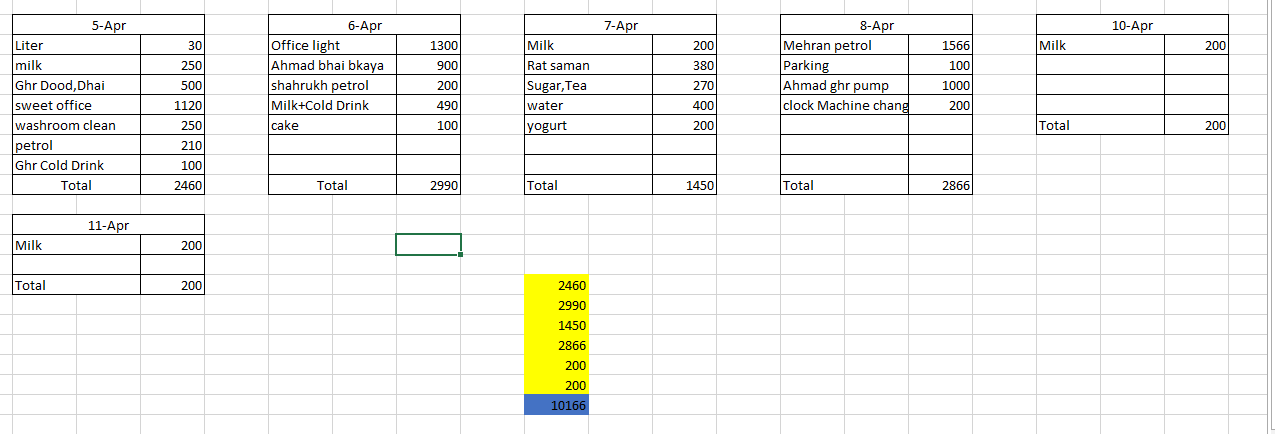 5-Apr 6-Apr 7-Apr 8-Apr 10-Apr
Liter 30 Office light 1300 Milk 200 Mehran petrol 1566 Milk 200
milk 250 Ahmad bhai bkaya 900 Rat saman 380 Parking 100
Ghr Dood,Dhai 500 shahrukh petrol 200 Sugar,Tea 270 Ahmad ghr pump 1000
sweet office 1120 Milk+Cold Drink 490 water 400 clock Machine chang 200
washroom clean 250 cake 100 yogurt 200 Total 200
petrol 210
Ghr Cold Drink 100
Total 2460 Total 2990 Total 1450 Total 2866
11-Apr
Milk 200
Total 200 2460
2990
1450
2866
200
200
10166